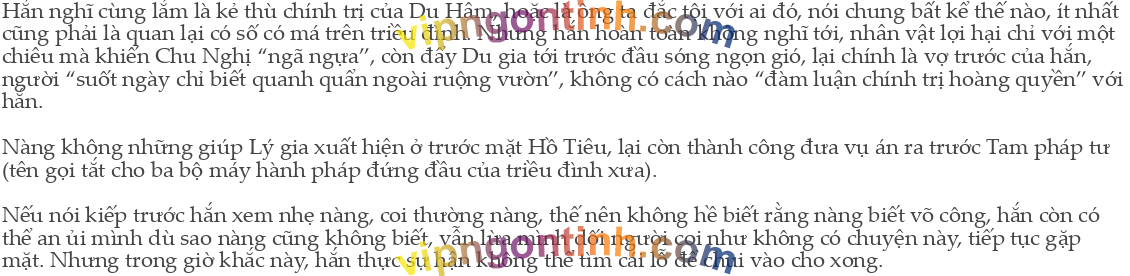 Hắn nghĩ cùng lắm là kẻ thù chính trị của Du Hâm, hoặc là ông ta đắc tội với ai đó, nói chung bất kể thế nào, ít nhất
cũng phải là quan lại có số có má trên triều đình. Nhưng hắn hoàn toàn không nghĩ tới, nhân vật lợi hại chỉ với một
chiêu mà khiến Chu Nghị “ngã ngựa”, còn đẩy Du gia tới trước đầu sóng ngọn gió, lại chính là vợ trước của hắn,
người “suốt ngày chỉ biết quanh quẩn ngoài ruộng vườn”, không có cách nào “đàm luận chính trị hoàng quyền” với
hắn.
Nàng không những giúp Lý gia xuất hiện ở trước mặt Hồ Tiêu, lại còn thành công đưa vụ án ra trước Tam pháp tư
(tên gọi tắt cho ba bộ máy hành pháp đứng đầu của triều đình xưa).
Nếu nói kiếp trước hắn xem nhẹ nàng, coi thường nàng, thế nên không hề biết rằng nàng biết võ công, hắn còn có
thể an ủi mình dù sao nàng cũng không biết, vẫn lừa mình dối người coi như không có chuyện này, tiếp tục gặp
mặt. Nhưng trong giờ khắc này, hắn thực sự hận không thể tìm cái lỗ để chui vào cho xong.
vipngontinh.com
vipngontinh.com